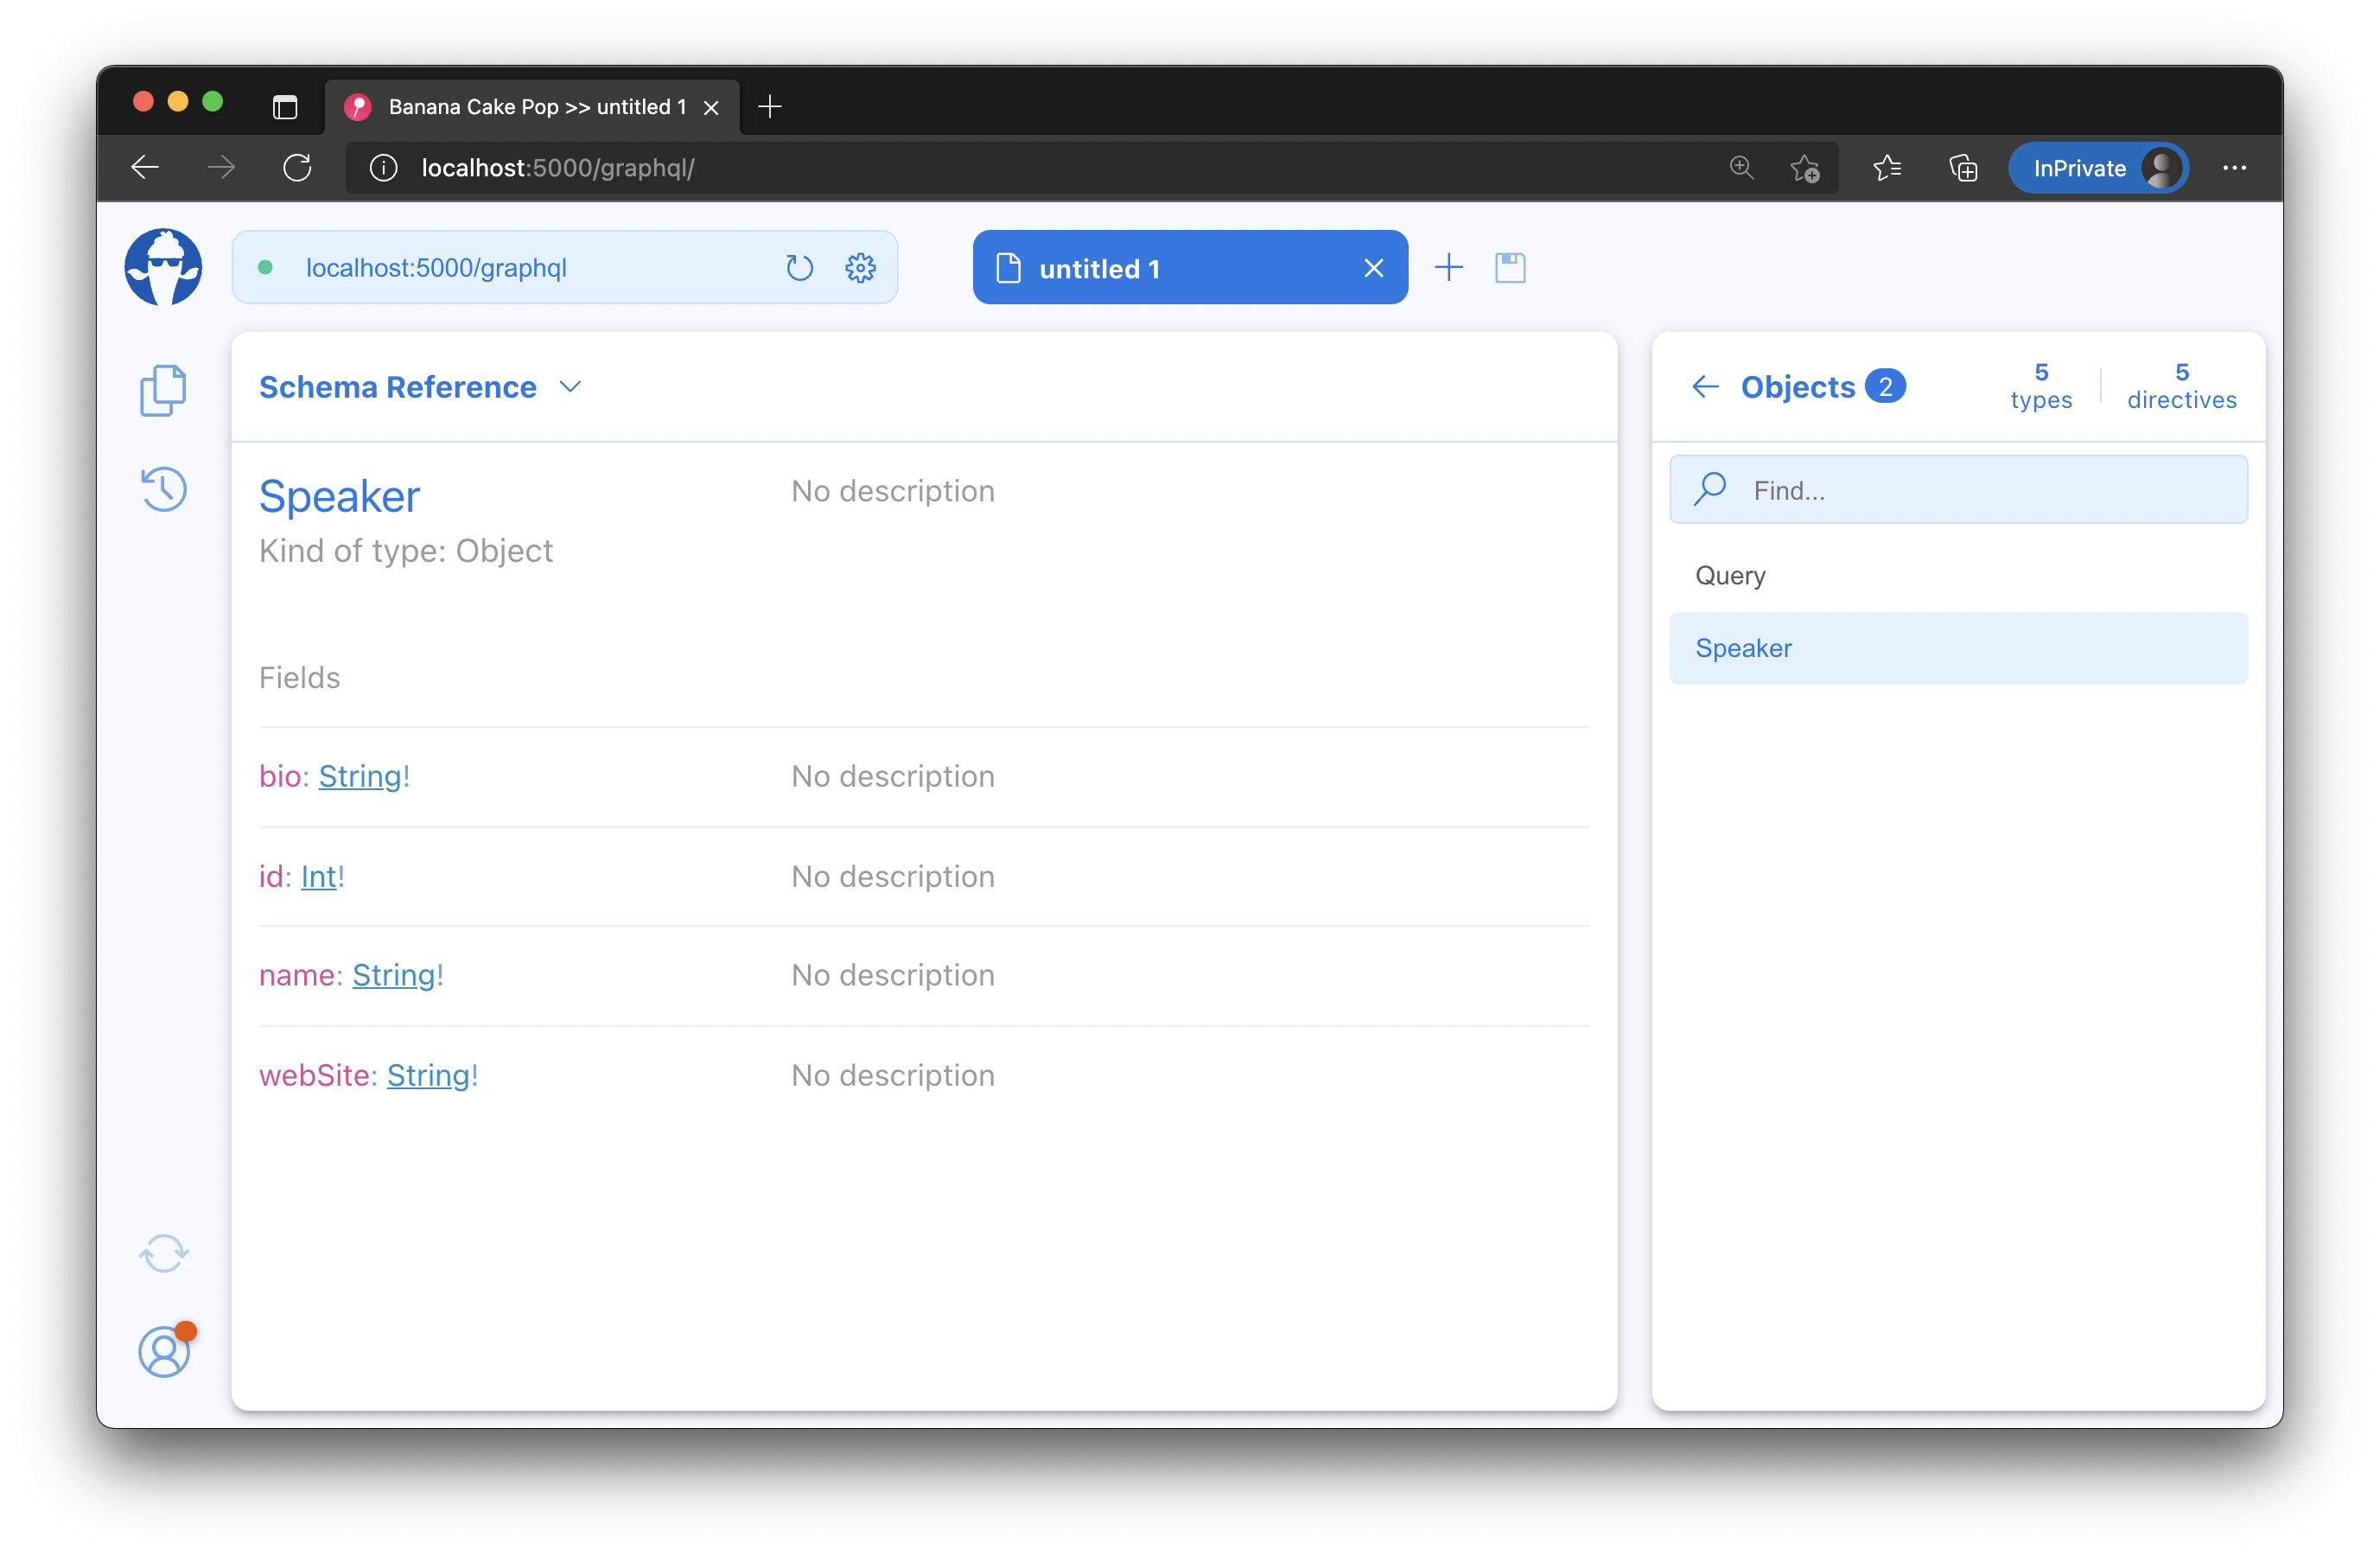 Banana Cake Pop >> untitled 1
localhost:5000/graphql/
InPrivate
localhost:5000/graphql
untitled 1
Schema Reference
Speaker
No description
Kind of type: Object
Fields
bio: String!
No description
id: Int!
No description
name: String!
No description
webSite: String!
No description
Objects 2
5 types
5 directives
Find...
Query
Speaker